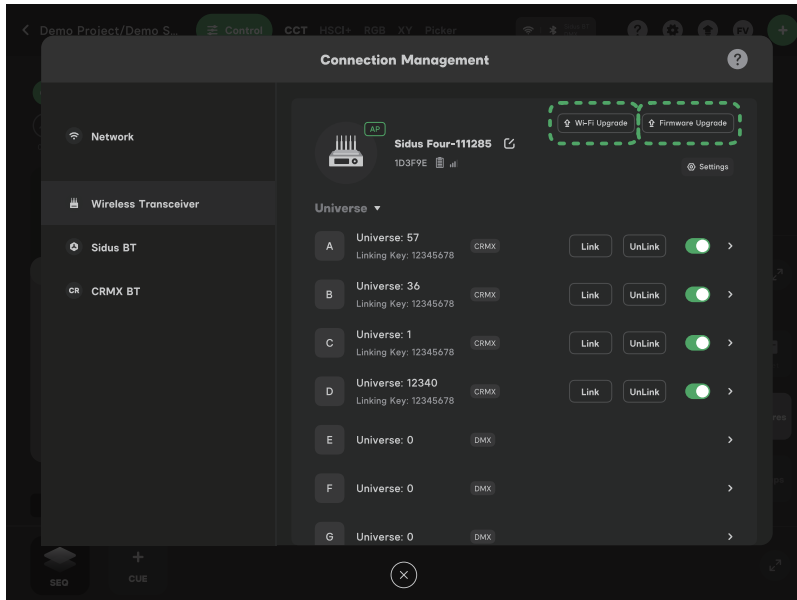 Demo Project/Demo S...
Control
CCT HSCI+ RGB XY Picker
FV
Connection Management
?
Network
Wireless Transceiver
Sidus BT
CR CRMX BT
AP
Sidus Four-111285
1D3F9E
Wi-Fi Upgrade
Firmware Upgrade
Settings
Universe
A Universe: 57 CRMX Link UnLink
Linking Key: 12345678
B Universe: 36 CRMX Link UnLink
Linking Key: 12345678
C Universe: 1 CRMX Link UnLink
Linking Key: 12345678
D Universe: 12340 CRMX Link UnLink
Linking Key: 12345678
E Universe: 0 DMX
F Universe: 0 DMX
G Universe: 0 DMX
SEQ
CUE